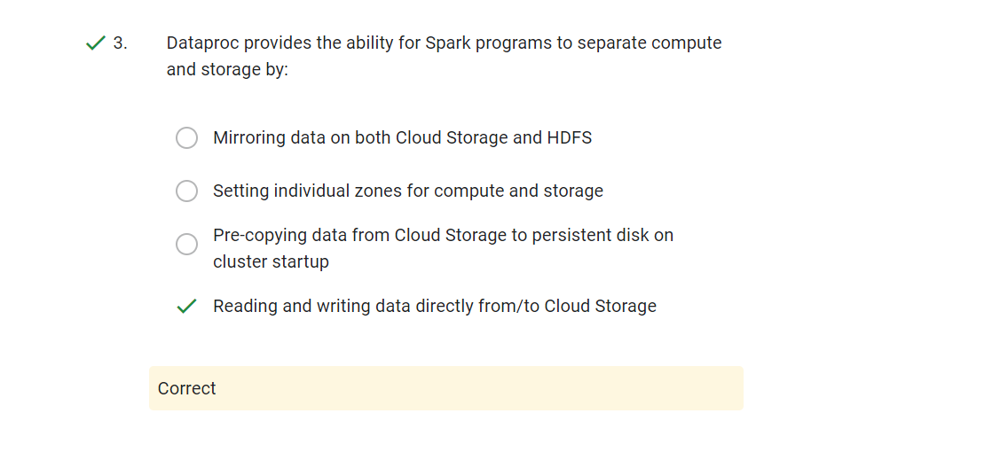 3. Dataproc provides the ability for Spark programs to separate compute
and storage by:
Mirroring data on both Cloud Storage and HDFS
Setting individual zones for compute and storage
Pre-copying data from Cloud Storage to persistent disk on
cluster startup
Reading and writing data directly from/to Cloud Storage
Correct